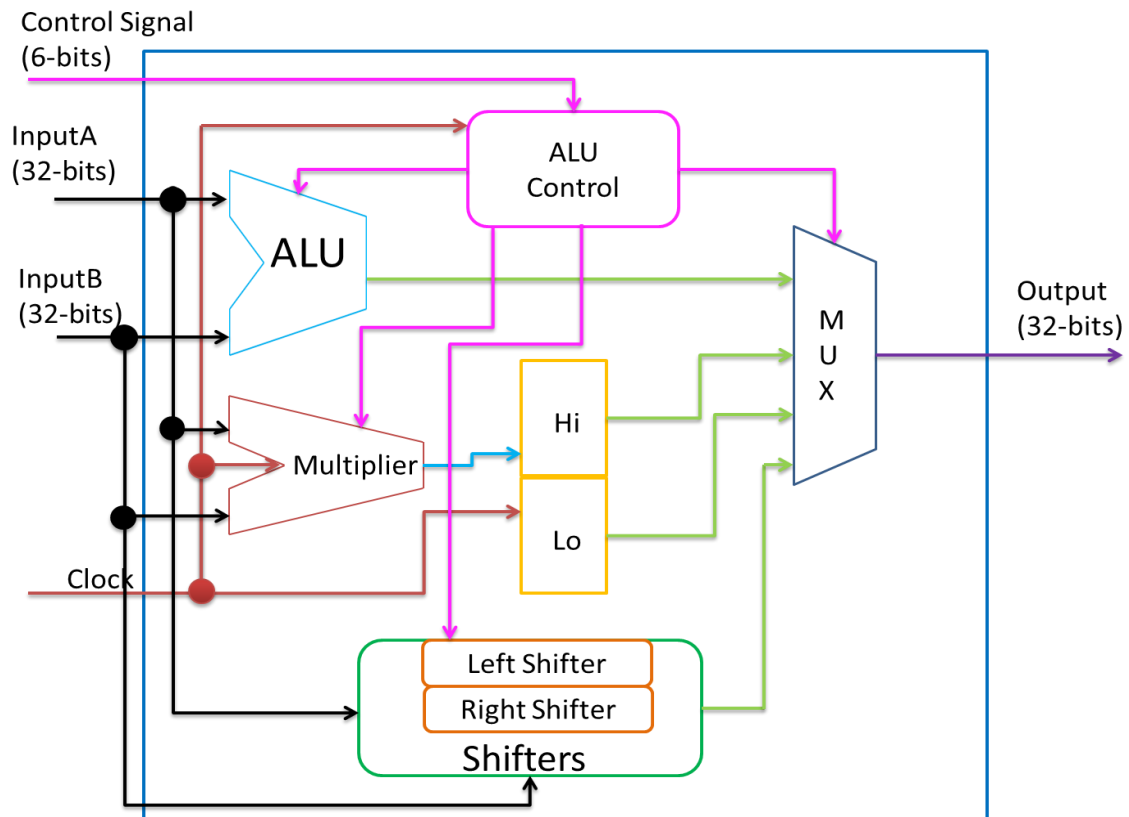 Control Signal
(6-bits)
InputA
(32-bits)
ALU
Control
ALU
InputB
(32-bits)
Output
(32-bits)
M
U
X
Hi
Multiplier
Lo
Clock
Left Shifter
Right Shifter
Shifters